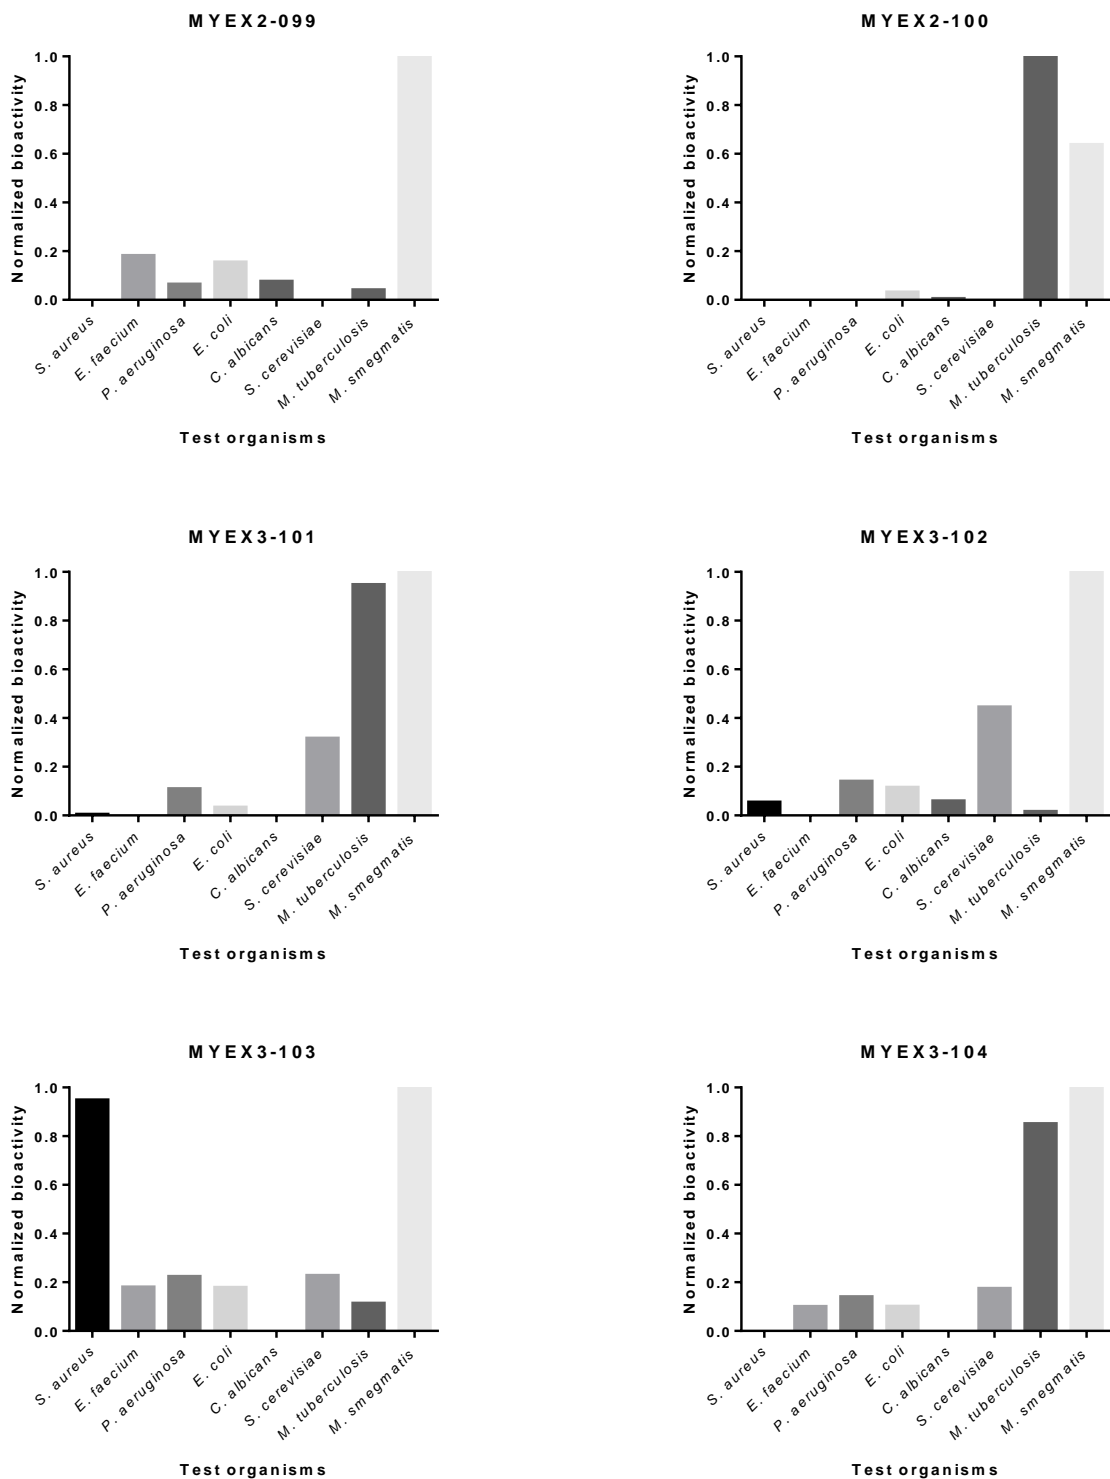 MYEX2-099
Normalized bioactivity
1.0
0.8
0.6
0.4
0.2
0.0
S. aureus
E. faecium
P. aeruginosa
E. coli
C. albicans
S. cerevisiae
M. tuberculosis
M. smegmatis
Test organisms
MYEX2-100
Normalized bioactivity
1.0
0.8
0.6
0.4
0.2
0.0
S. aureus
E. faecium
P. aeruginosa
E. coli
C. albicans
S. cerevisiae
M. tuberculosis
M. smegmatis
Test organisms
MYEX3-101
Normalized bioactivity
1.0
0.8
0.6
0.4
0.2
0.0
S. aureus
E. faecium
P. aeruginosa
E. coli
C. albicans
S. cerevisiae
M. tuberculosis
M. smegmatis
Test organisms
MYEX3-102
Normalized bioactivity
1.0
0.8
0.6
0.4
0.2
0.0
S. aureus
E. faecium
P. aeruginosa
E. coli
C. albicans
S. cerevisiae
M. tuberculosis
M. smegmatis
Test organisms
MYEX3-103
Normalized bioactivity
1.0
0.8
0.6
0.4
0.2
0.0
S. aureus
E. faecium
P. aeruginosa
E. coli
C. albicans
S. cerevisiae
M. tuberculosis
M. smegmatis
Test organisms
MYEX3-104
Normalized bioactivity
1.0
0.8
0.6
0.4
0.2
0.0
S. aureus
E. faecium
P. aeruginosa
E. coli
C. albicans
S. cerevisiae
M. tuberculosis
M. smegmatis
Test organisms